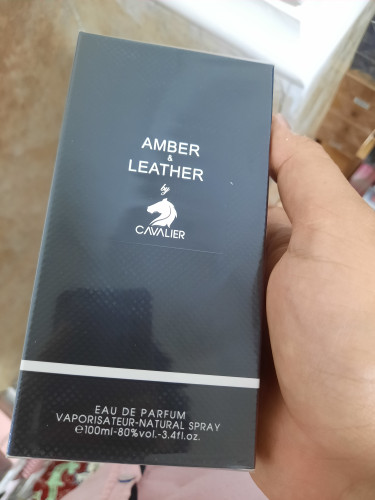 AMBER
&
LEATHER
by
CAVALIER
EAU DE PARFUM
VAPORISATEUR-NATURAL SPRAY
℮100ml-80%vol.-3.4fl.oz.